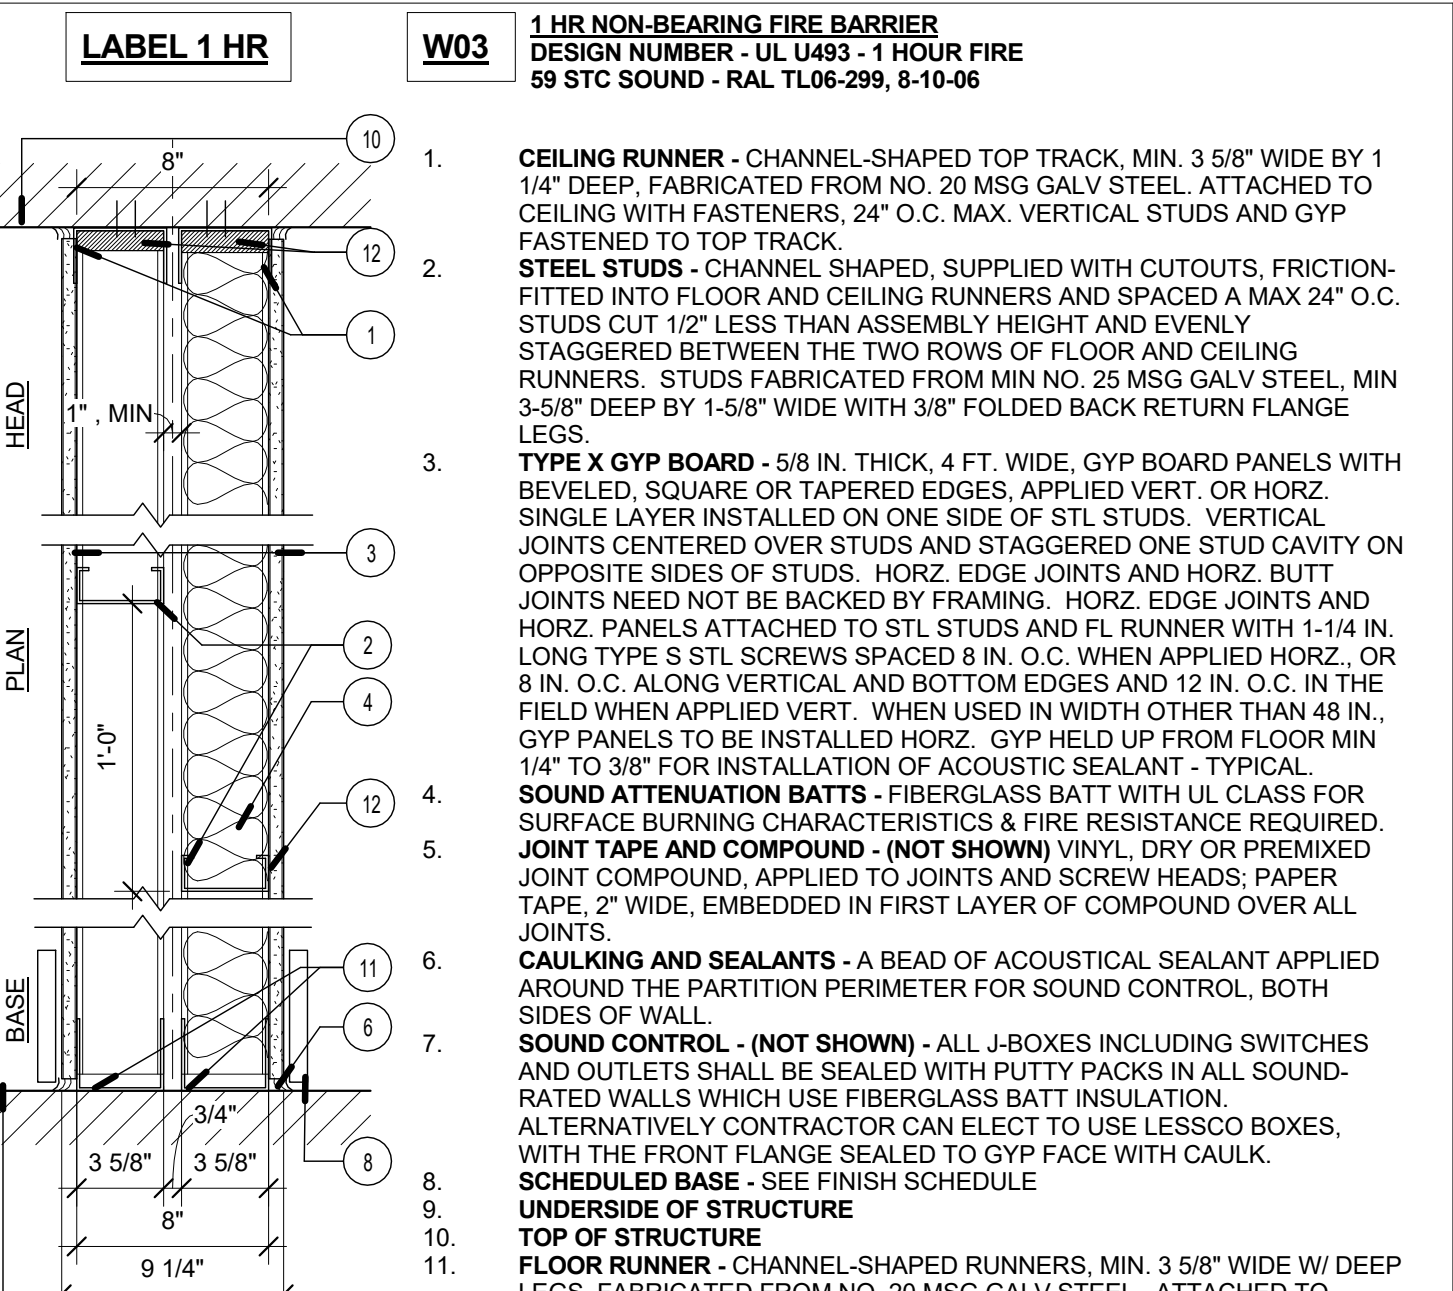 LABEL 1 HR
W03
1 HR NON-BEARING FIRE BARRIER
DESIGN NUMBER - UL U493 - 1 HOUR FIRE
59 STC SOUND - RAL TL06-299, 8-10-06
10
8"
12
1
HEAD
1" , MIN
3
2
PLAN
4
1'-0"
12
11
BASE
6
3/4"
3 5/8" 3 5/8"
8
8"
9 1/4"
1. CEILING RUNNER - CHANNEL-SHAPED TOP TRACK, MIN. 3 5/8" WIDE BY 1
1/4" DEEP, FABRICATED FROM NO. 20 MSG GALV STEEL. ATTACHED TO
CEILING WITH FASTENERS, 24" O.C. MAX. VERTICAL STUDS AND GYP
FASTENED TO TOP TRACK.
2. STEEL STUDS - CHANNEL SHAPED, SUPPLIED WITH CUTOUTS, FRICTION-
FITTED INTO FLOOR AND CEILING RUNNERS AND SPACED A MAX 24" O.C.
STUDS CUT 1/2" LESS THAN ASSEMBLY HEIGHT AND EVENLY
STAGGERED BETWEEN THE TWO ROWS OF FLOOR AND CEILING
RUNNERS. STUDS FABRICATED FROM MIN NO. 25 MSG GALV STEEL, MIN
3-5/8" DEEP BY 1-5/8" WIDE WITH 3/8" FOLDED BACK RETURN FLANGE
LEGS.
3. TYPE X GYP BOARD - 5/8 IN. THICK, 4 FT. WIDE, GYP BOARD PANELS WITH
BEVELED, SQUARE OR TAPERED EDGES, APPLIED VERT. OR HORZ.
SINGLE LAYER INSTALLED ON ONE SIDE OF STL STUDS. VERTICAL
JOINTS CENTERED OVER STUDS AND STAGGERED ONE STUD CAVITY ON
OPPOSITE SIDES OF STUDS. HORZ. EDGE JOINTS AND HORZ. BUTT
JOINTS NEED NOT BE BACKED BY FRAMING. HORZ. EDGE JOINTS AND
HORZ. PANELS ATTACHED TO STL STUDS AND FL RUNNER WITH 1-1/4 IN.
LONG TYPE S STL SCREWS SPACED 8 IN. O.C. WHEN APPLIED HORZ., OR
8 IN. O.C. ALONG VERTICAL AND BOTTOM EDGES AND 12 IN. O.C. IN THE
FIELD WHEN APPLIED VERT. WHEN USED IN WIDTH OTHER THAN 48 IN.,
GYP PANELS TO BE INSTALLED HORZ. GYP HELD UP FROM FLOOR MIN
1/4" TO 3/8" FOR INSTALLATION OF ACOUSTIC SEALANT - TYPICAL.
4. SOUND ATTENUATION BATTS - FIBERGLASS BATT WITH UL CLASS FOR
SURFACE BURNING CHARACTERISTICS & FIRE RESISTANCE REQUIRED.
5. JOINT TAPE AND COMPOUND - (NOT SHOWN) VINYL, DRY OR PREMIXED
JOINT COMPOUND, APPLIED TO JOINTS AND SCREW HEADS; PAPER
TAPE, 2" WIDE, EMBEDDED IN FIRST LAYER OF COMPOUND OVER ALL
JOINTS.
6. CAULKING AND SEALANTS - A BEAD OF ACOUSTICAL SEALANT APPLIED
AROUND THE PARTITION PERIMETER FOR SOUND CONTROL, BOTH
SIDES OF WALL.
7. SOUND CONTROL - (NOT SHOWN) - ALL J-BOXES INCLUDING SWITCHES
AND OUTLETS SHALL BE SEALED WITH PUTTY PACKS IN ALL SOUND-
RATED WALLS WHICH USE FIBERGLASS BATT INSULATION.
ALTERNATIVELY CONTRACTOR CAN ELECT TO USE LESSCO BOXES,
WITH THE FRONT FLANGE SEALED TO GYP FACE WITH CAULK.
8. SCHEDULED BASE - SEE FINISH SCHEDULE
9. UNDERSIDE OF STRUCTURE
10. TOP OF STRUCTURE
11. FLOOR RUNNER - CHANNEL-SHAPED RUNNERS, MIN. 3 5/8" WIDE W/ DEEP
LEGS, FABRICATED FROM NO. 20 MSG GALV STEEL. ATTACHED TO